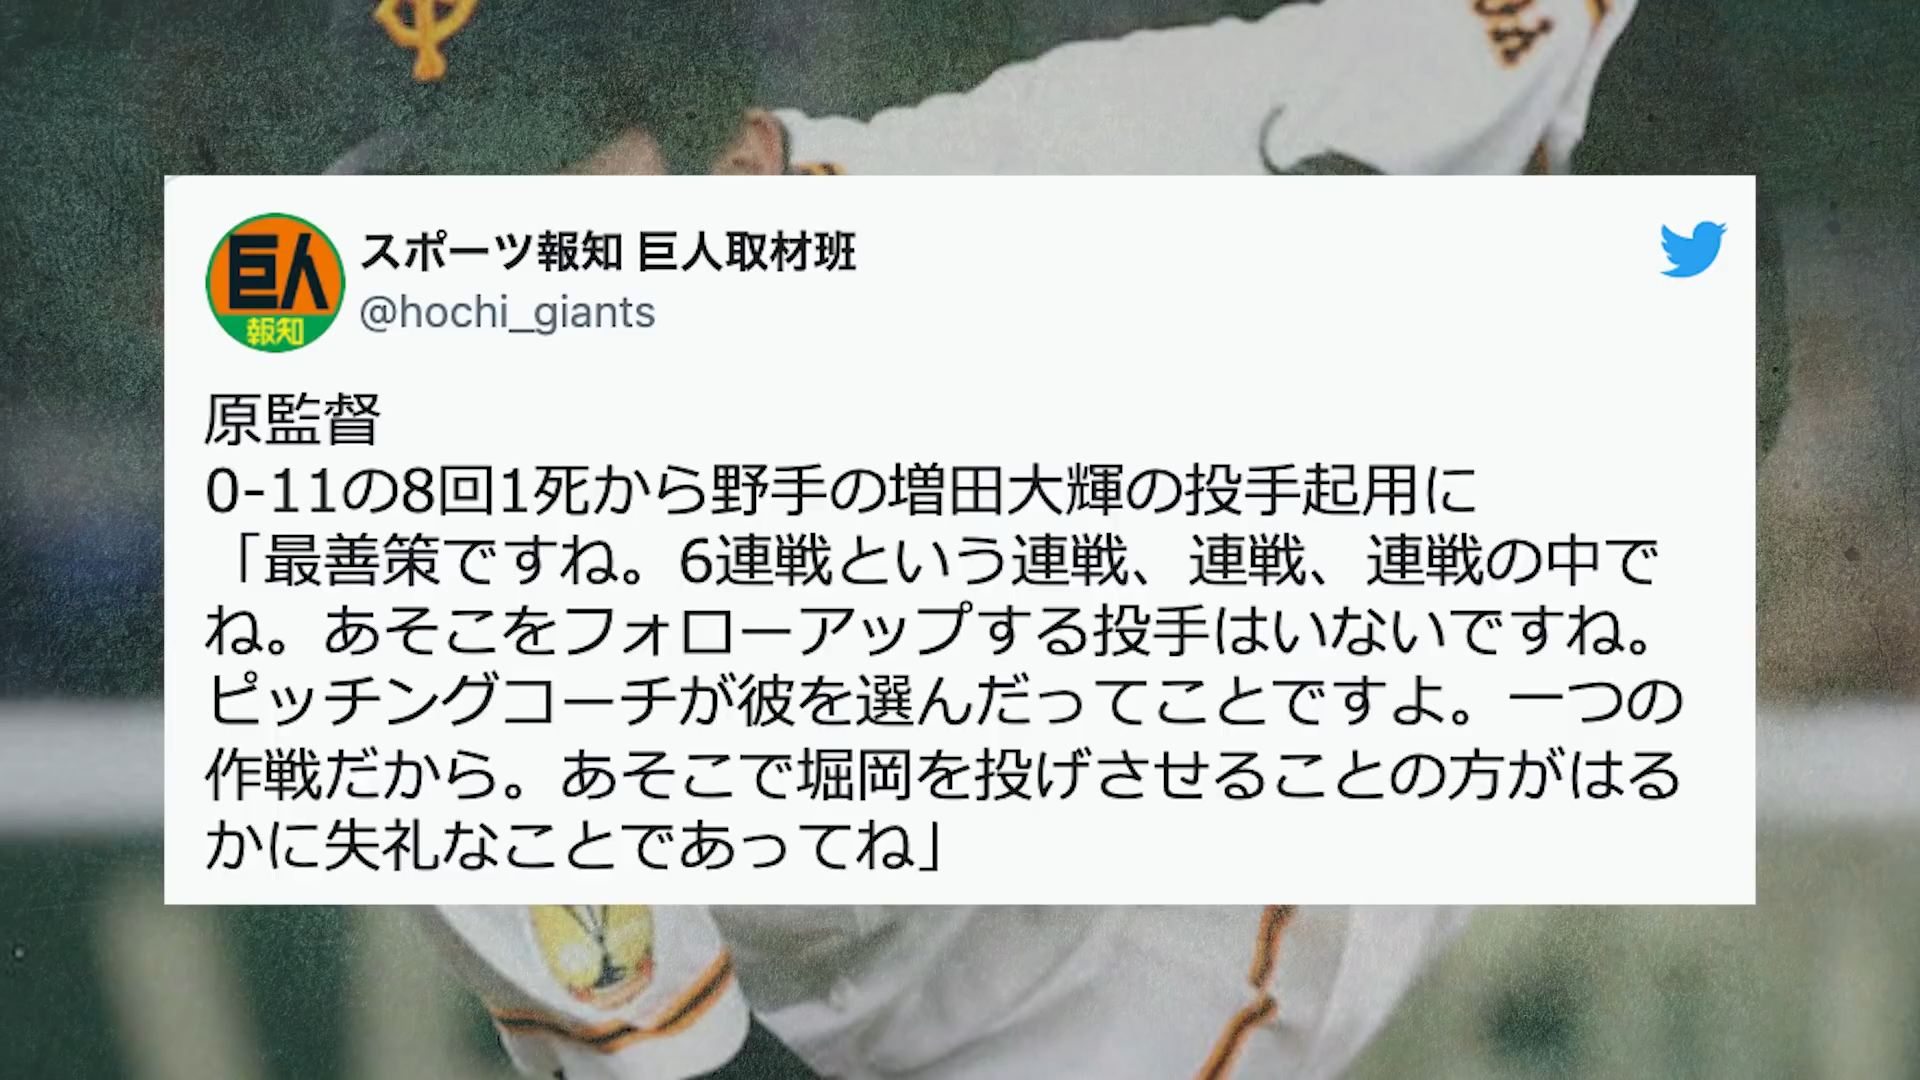 巨人
報知
スポーツ報知 巨人取材班
@hochi_giants
原監督
0-11の8回1死から野手の増田大輝の投手起用に
「最善策ですね。6連戦という連戦、連戦、連戦の中で
ね。あそこをフォローアップする投手はいないですね。
ピッチングコーチが彼を選んだってことですよ。一つの
作戦だから。あそこで堀岡を投げさせることの方がはる
かに失礼なことであってね」